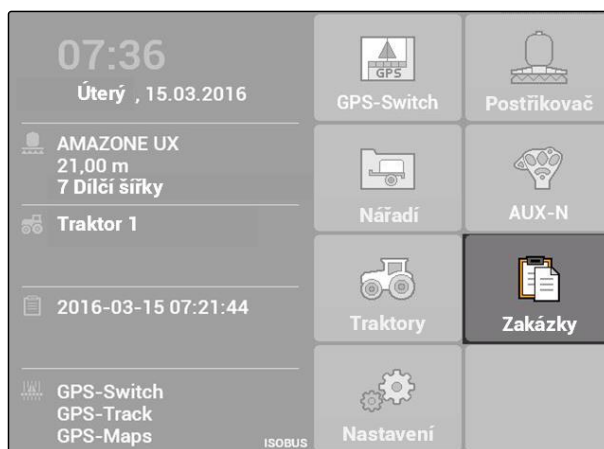 07:36
Úterý , 15.03.2016
AMAZONE UX
21,00 m
7 Dílčí šířky
Traktor 1
2016-03-15 07:21:44
GPS-Switch
GPS-Track
GPS-Maps
ISOBUS
GPS
GPS-Switch
Postřikovač
Nářadí
AUX-N
Traktory
Zakázky
Nastavení